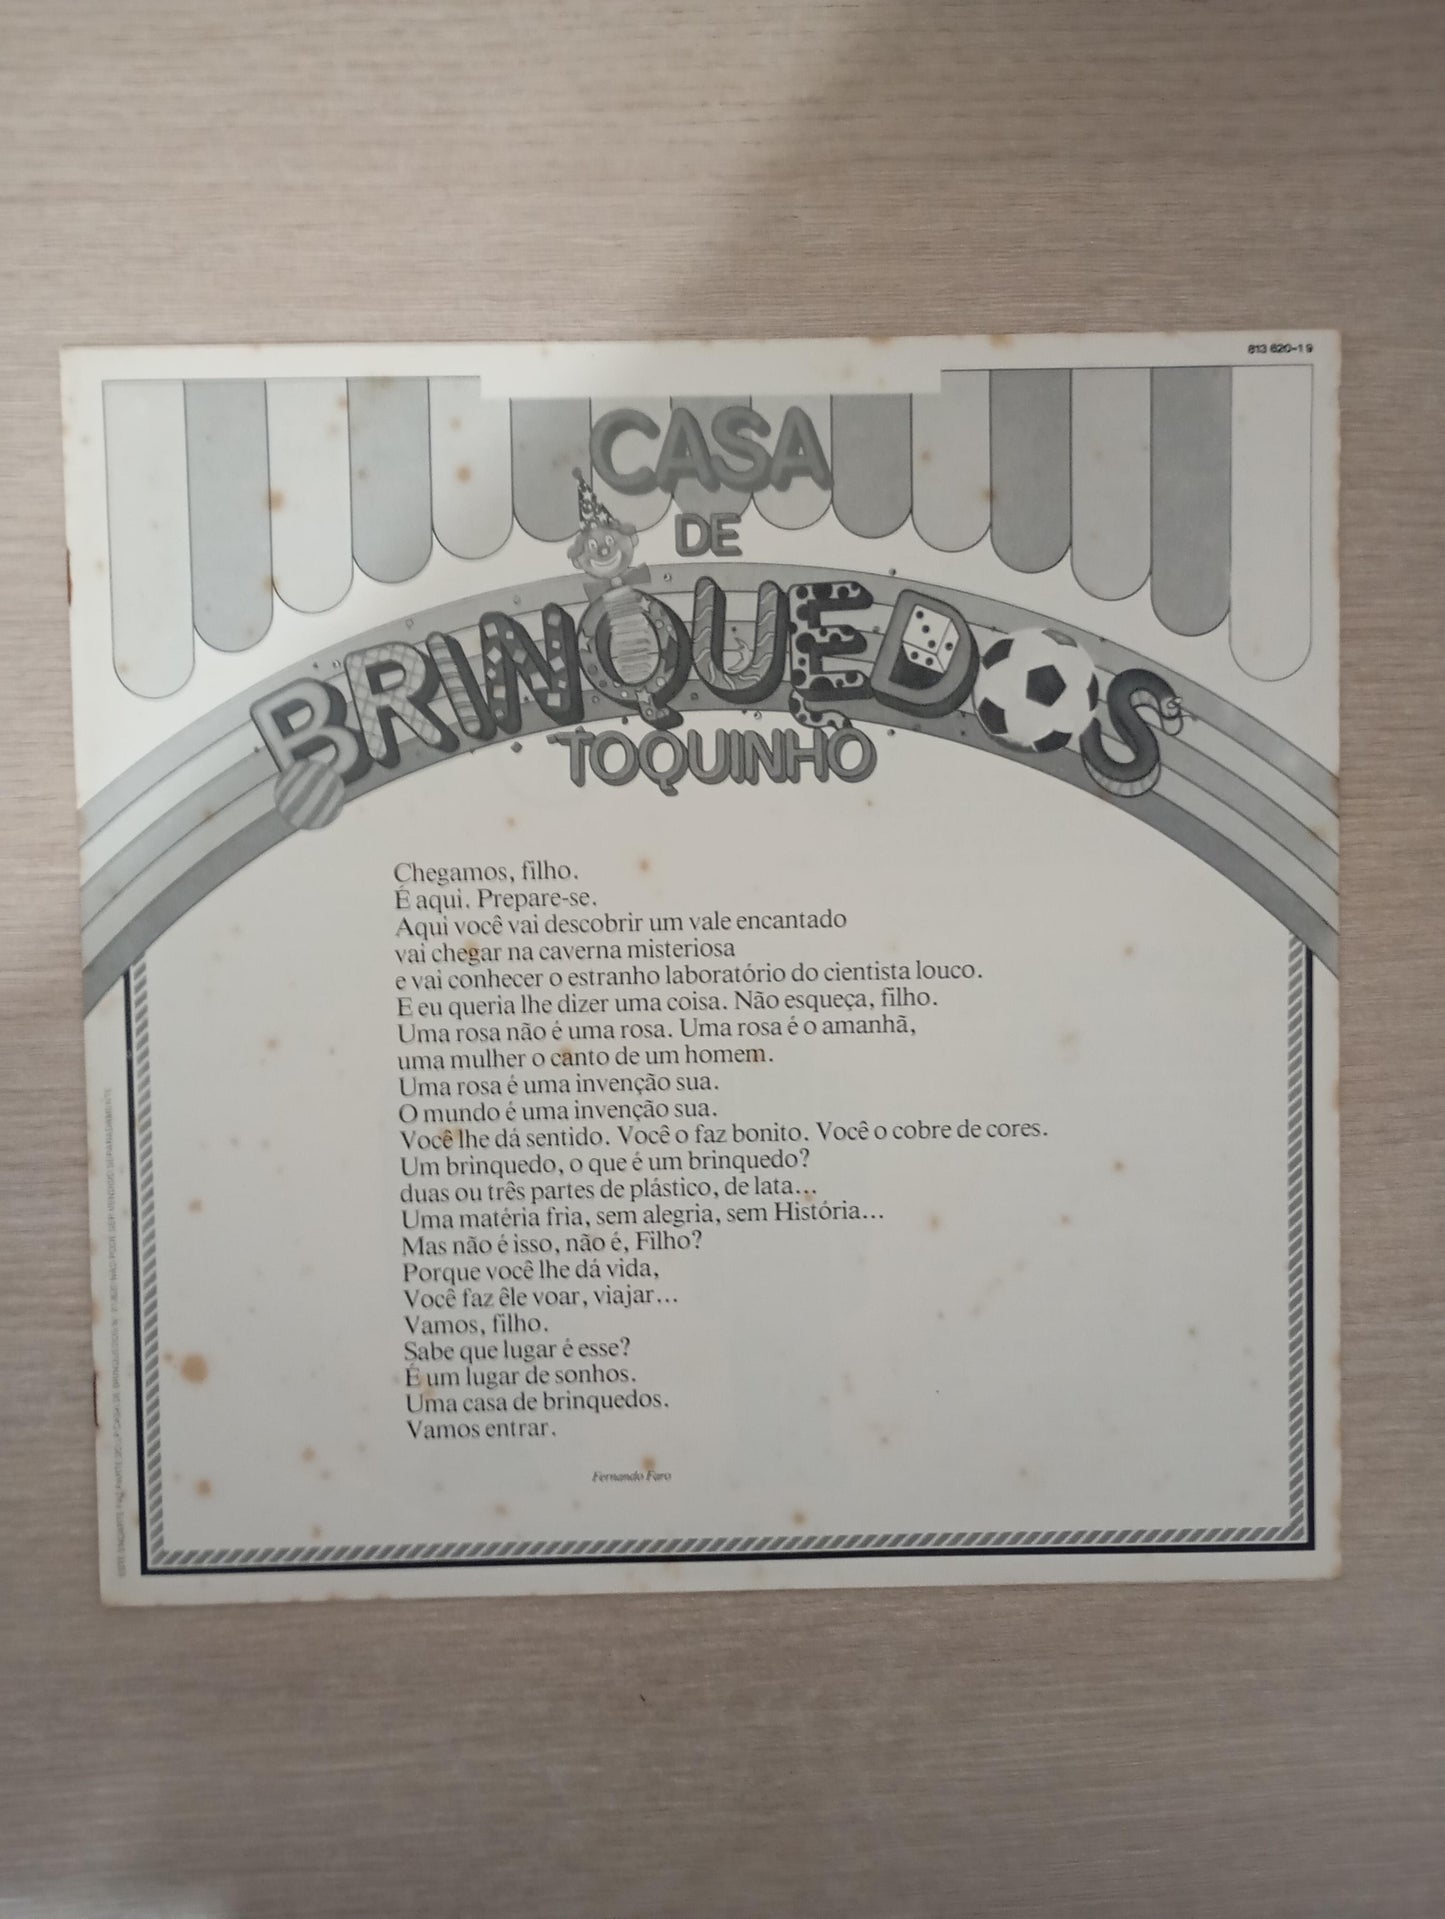 813 620-1 9
CASA
DE
BRINQUEDOS
TOQUINHO
Chegamos, filho.
É aqui. Prepare-se.
Aqui você vai descobrir um vale encantado
vai chegar na caverna misteriosa
e vai conhecer o estranho laboratório do cientista louco.
E eu queria lhe dizer uma coisa. Não esqueça, filho.
Uma rosa não é uma rosa. Uma rosa é o amanhã,
uma mulher o canto de um homem.
Uma rosa é uma invenção sua.
O mundo é uma invenção sua.
Você lhe dá sentido. Você o faz bonito. Você o cobre de cores.
Um brinquedo, o que é um brinquedo?
duas ou três partes de plástico, de lata...
Uma matéria fria, sem alegria, sem História...
Mas não é isso, não é, Filho?
Porque você lhe dá vida,
Você faz êle voar, viajar...
Vamos, filho.
Sabe que lugar é esse?
É um lugar de sonhos.
Uma casa de brinquedos.
Vamos entrar.
Fernando Faro